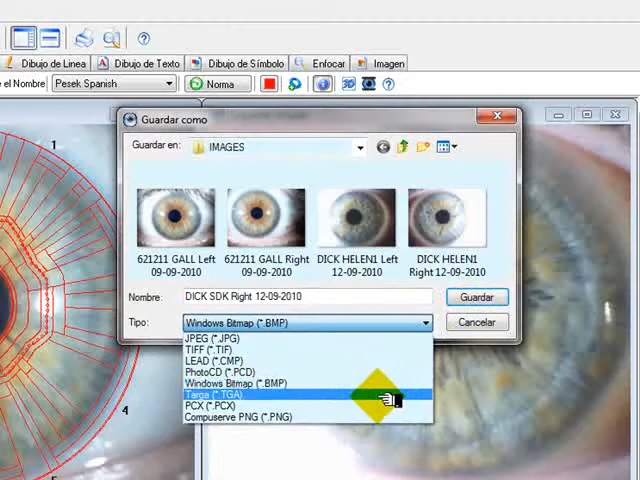 Dibujo de Linea
Dibujo de Texto
Dibujo de Símbolo
Enfocar
Imagen
e el Nombre
Pesek Spanish
Norma
3D
Guardar como
Guardar en:
IMAGES
621211 GALL Left
09-09-2010
621211 GALL Right
09-09-2010
DICK HELEN1 Left
12-09-2010
DICK HELEN1
Right 12-09-2010
Nombre:
DICK SDK Right 12-09-2010
Guardar
Tipo:
Windows Bitmap (*.BMP)
Cancelar
JPEG (*.JPG)
TIFF (*.TIF)
LEAD (*.CMP)
PhotoCD (*.PCD)
Windows Bitmap (*.BMP)
Targa (*.TGA)
PCX (*.PCX)
Compuserve PNG (*.PNG)
1
3
4